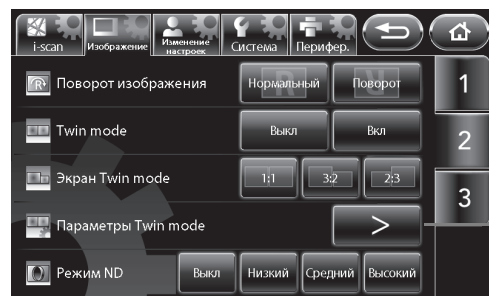 i-scan Изображение Изменение настроек Система Перифер.
Поворот изображения Нормальный Поворот 1
Twin mode Выкл Вкл 2
Экран Twin mode 1:1 3:2 2:3
3
Параметры Twin mode >
Режим ND Выкл Низкий Средний Высокий